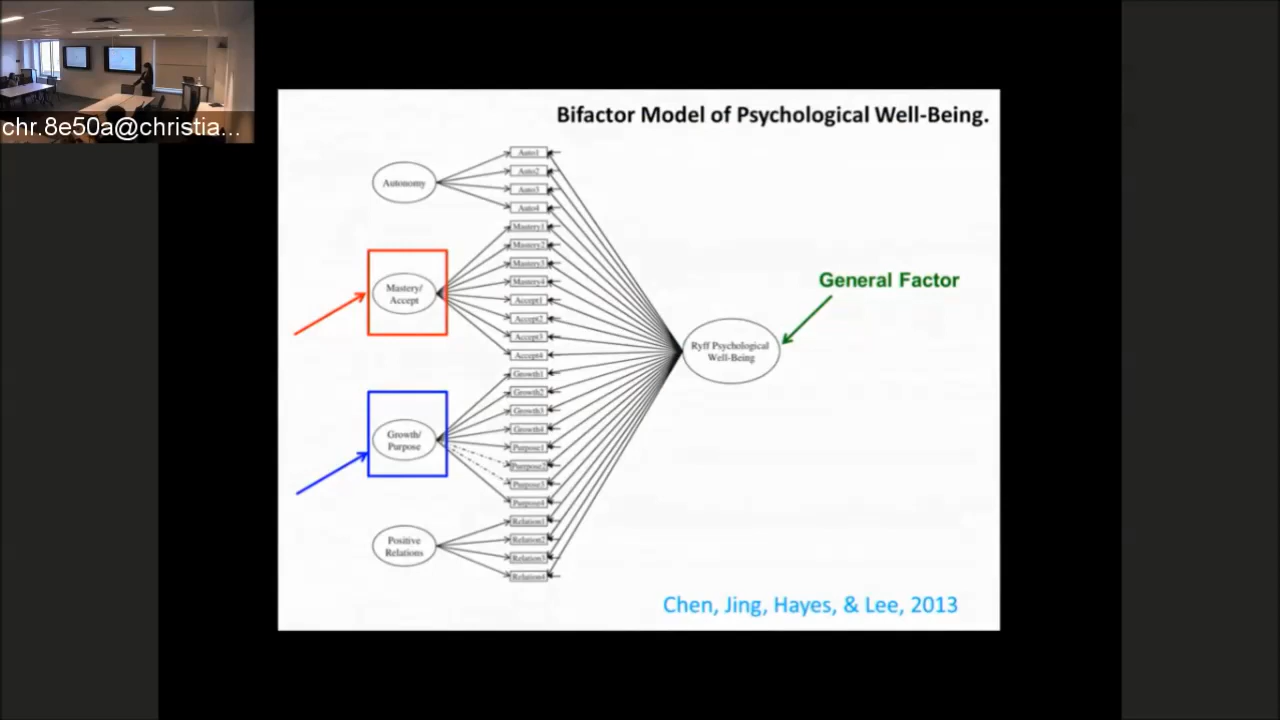 chr.8e50a@christia...
Bifactor Model of Psychological Well-Being.
Autonomy
Mastery/
Accept
Growth/
Purpose
Positive
Relations
Auto1
Auto2
Auto3
Auto4
Mastery1
Mastery2
Mastery3
Mastery4
Accept1
Accept2
Accept3
Accept4
Growth1
Growth2
Growth3
Growth4
Purpose1
Purpose2
Purpose3
Purpose4
Relation1
Relation2
Relation3
Relation4
Ryff Psychological
Well-Being
General Factor
Chen, Jing, Hayes, & Lee, 2013